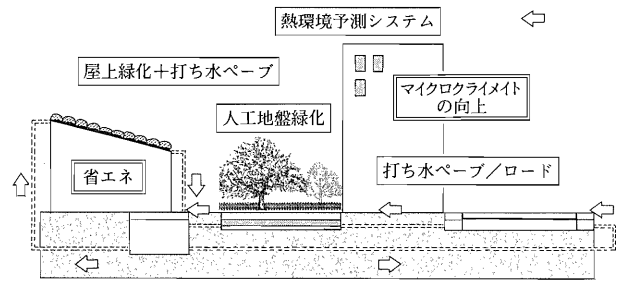 熱環境予測システム
屋上緑化+打ち水ペーブ
マイクロクライメイト
の向上
人工地盤緑化
打ち水ペーブ/ロード
省エネ